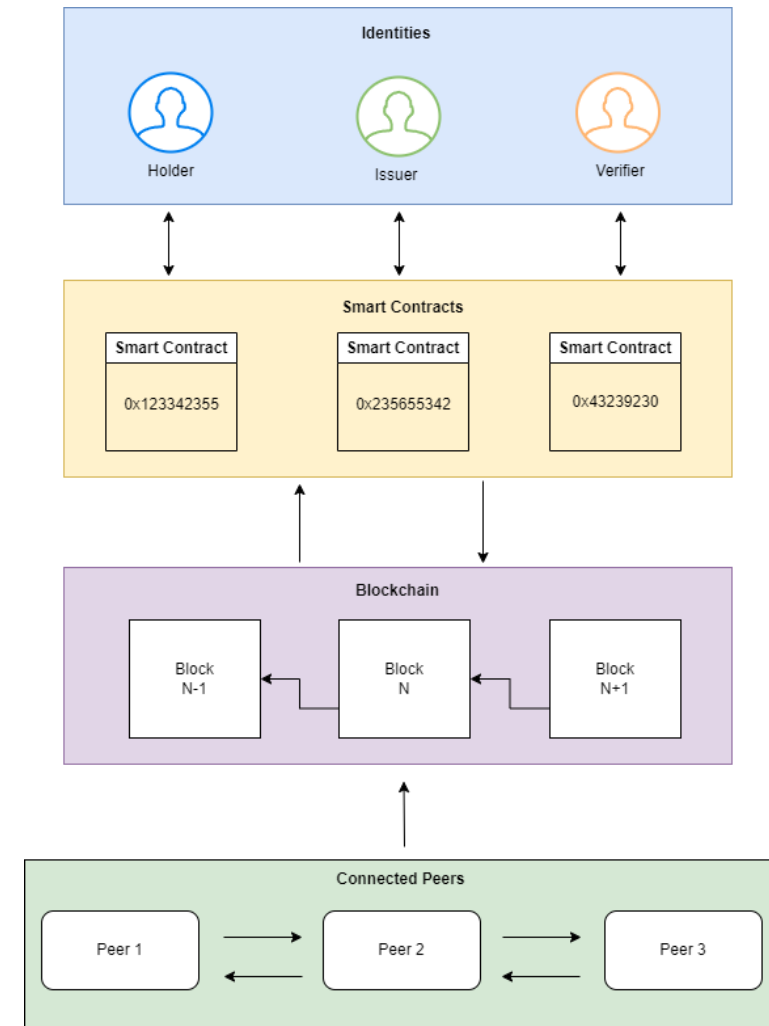 Identities
Holder
Issuer
Verifier
Smart Contracts
Smart Contract
Smart Contract
Smart Contract
0x123342355
0x235655342
0x43239230
Blockchain
Block
N-1
Block
N
Block
N+1
Connected Peers
Peer 1
Peer 2
Peer 3